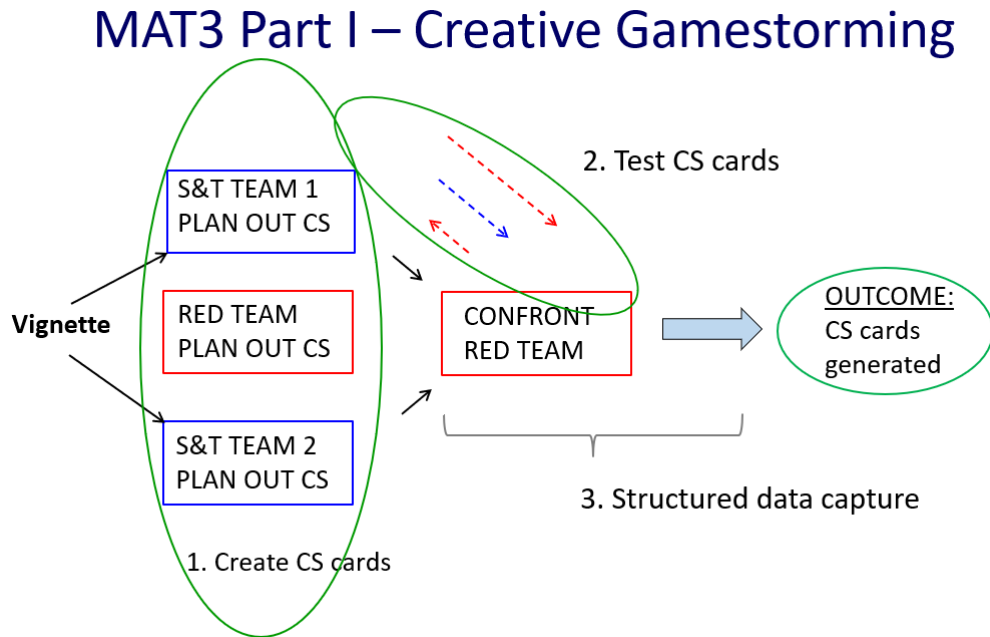 MAT3 Part I – Creative Gamestorming
2. Test CS cards
S&T TEAM 1
PLAN OUT CS
Vignette
RED TEAM
PLAN OUT CS
CONFRONT
RED TEAM
OUTCOME:
CS cards
generated
S&T TEAM 2
PLAN OUT CS
3. Structured data capture
1. Create CS cards